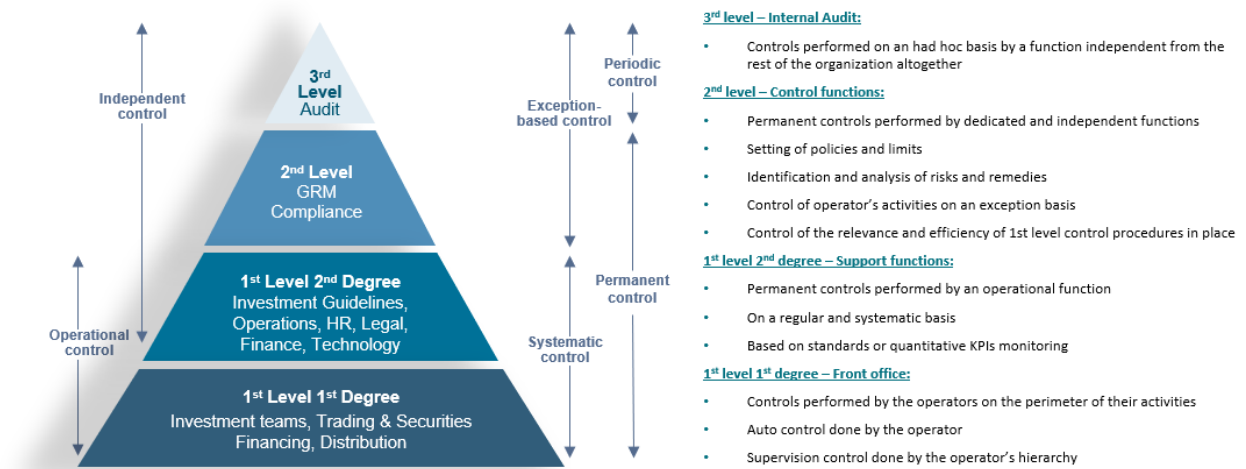 3rd
Level
Audit
2nd Level
GRM
Compliance
1st Level 2nd Degree
Investment Guidelines,
Operations, HR, Legal,
Finance, Technology
1st Level 1st Degree
Investment teams, Trading & Securities
Financing, Distribution
Independent
control
Operational
control
Exception-
based control
Systematic
control
Periodic
control
Permanent
control
3rd level – Internal Audit:
• Controls performed on an had hoc basis by a function independent from the
rest of the organization altogether
2nd level – Control functions:
• Permanent controls performed by dedicated and independent functions
• Setting of policies and limits
• Identification and analysis of risks and remedies
• Control of operator’s activities on an exception basis
• Control of the relevance and efficiency of 1st level control procedures in place
1st level 2nd degree – Support functions:
• Permanent controls performed by an operational function
• On a regular and systematic basis
• Based on standards or quantitative KPIs monitoring
1st level 1st degree – Front office:
• Controls performed by the operators on the perimeter of their activities
• Auto control done by the operator
• Supervision control done by the operator’s hierarchy